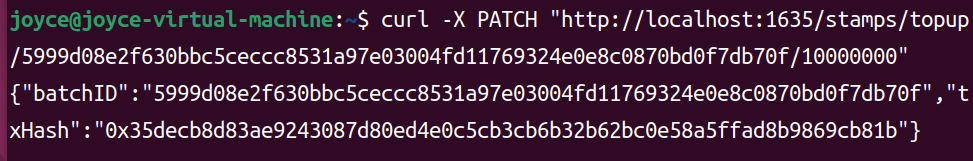 joyce@joyce-virtual-machine:~$ curl -X PATCH "http://localhost:1635/stamps/topup
/5999d08e2f630bbc5ceccc8531a97e03004fd11769324e0e8c0870bd0f7db70f/10000000"
{"batchID":"5999d08e2f630bbc5ceccc8531a97e03004fd11769324e0e8c0870bd0f7db70f","t
xHash":"0x35decb8d83ae9243087d80ed4e0c5cb3cb6b32b62bc0e58a5ffad8b9869cb81b"}